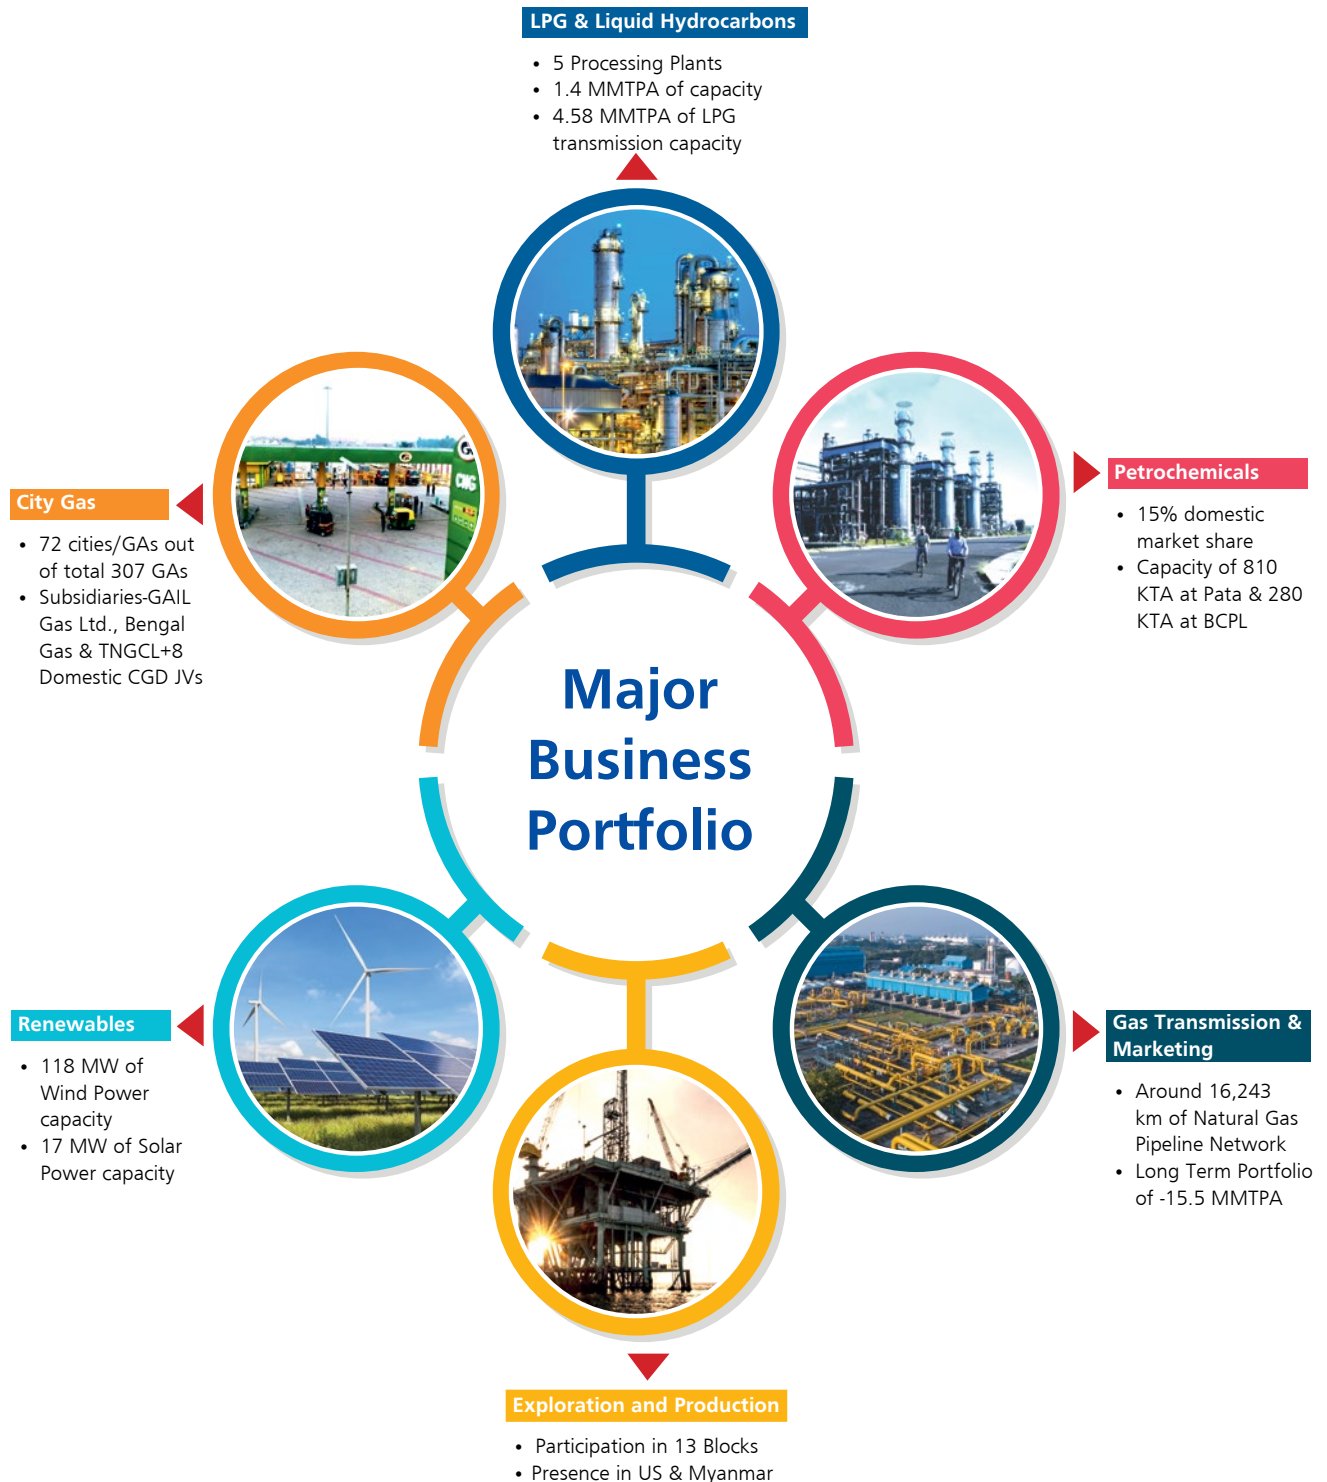 LPG & Liquid Hydrocarbons
• 5 Processing Plants
• 1.4 MMTPA of capacity
• 4.58 MMTPA of LPG
transmission capacity
City Gas
• 72 cities/GAs out
of total 307 GAs
• Subsidiaries-GAIL
Gas Ltd., Bengal
Gas & TNGCL+8
Domestic CGD JVs
CNG
Petrochemicals
• 15% domestic
market share
• Capacity of 810
KTA at Pata & 280
KTA at BCPL
Major
Business
Portfolio
Renewables
• 118 MW of
Wind Power
capacity
• 17 MW of Solar
Power capacity
Gas Transmission &
Marketing
• Around 16,243
km of Natural Gas
Pipeline Network
• Long Term Portfolio
of -15.5 MMTPA
Exploration and Production
• Participation in 13 Blocks
• Presence in US & Myanmar